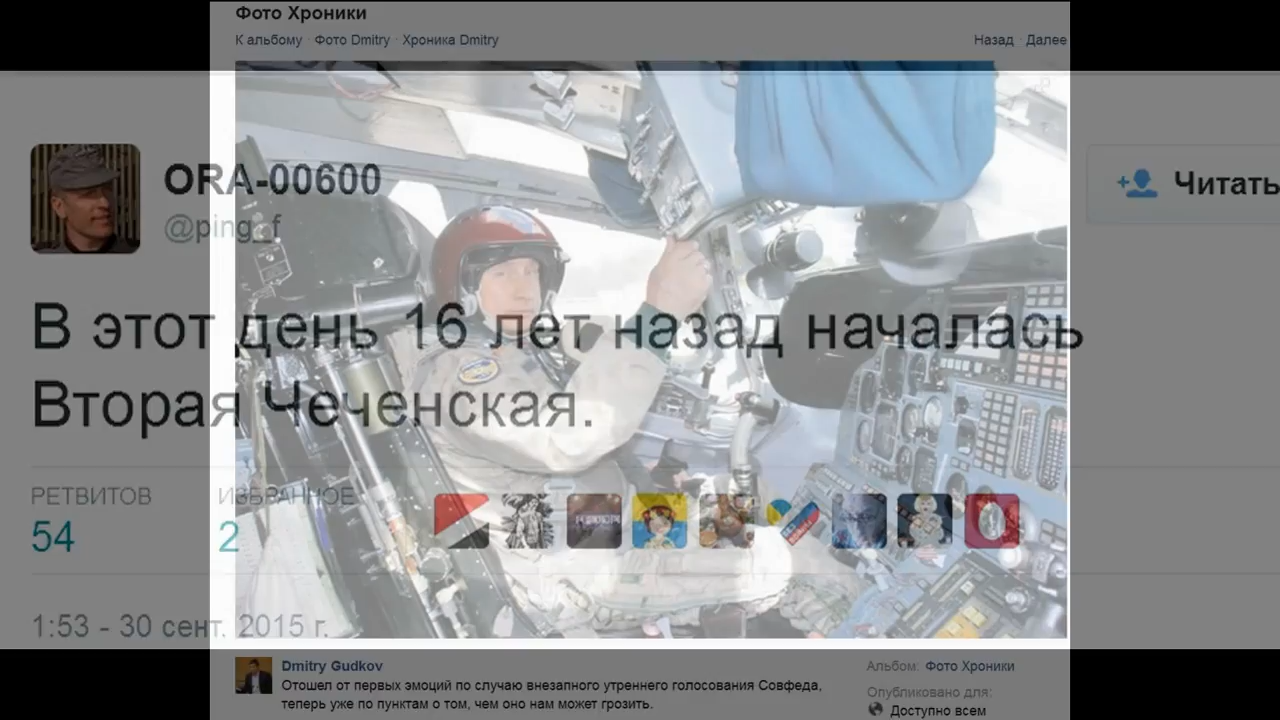 Фото Хроники
К альбому · Фото Dmitry · Хроника Dmitry
Назад · Далее
ORA-00600
@ping_f
Читать
В этот день 16 лет назад началась
Вторая Чеченская.
РЕТВИТОВ
ИЗБРАННОЕ
54
2
1:53 - 30 сент. 2015 г.
Dmitry Gudkov
Отошел от первых эмоций по случаю внезапного утреннего голосования Совфеда,
теперь уже по пунктам о том, чем оно нам может грозить.
Альбом: Фото Хроники
Опубликовано для:
Доступно всем